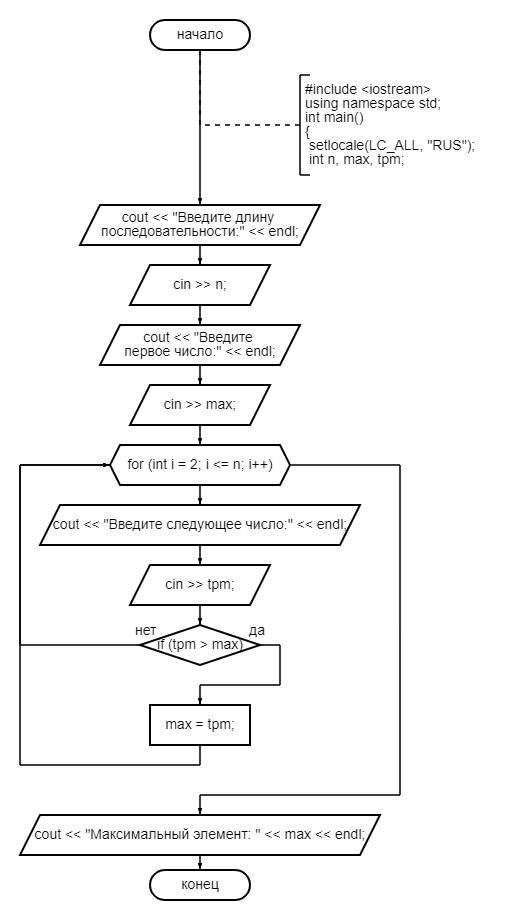 начало
#include <iostream>
using namespace std;
int main()
{
setlocale(LC_ALL, "RUS");
int n, max, tpm;
cout << "Введите длину
последовательности:" << endl;
cin >> n;
cout << "Введите
первое число:" << endl;
cin >> max;
for (int i = 2; i <= n; i++)
cout << "Введите следующее число:" << endl;
cin >> tpm;
нет
да
if (tpm > max)
max = tpm;
cout << "Максимальный элемент: " << max << endl;
конец